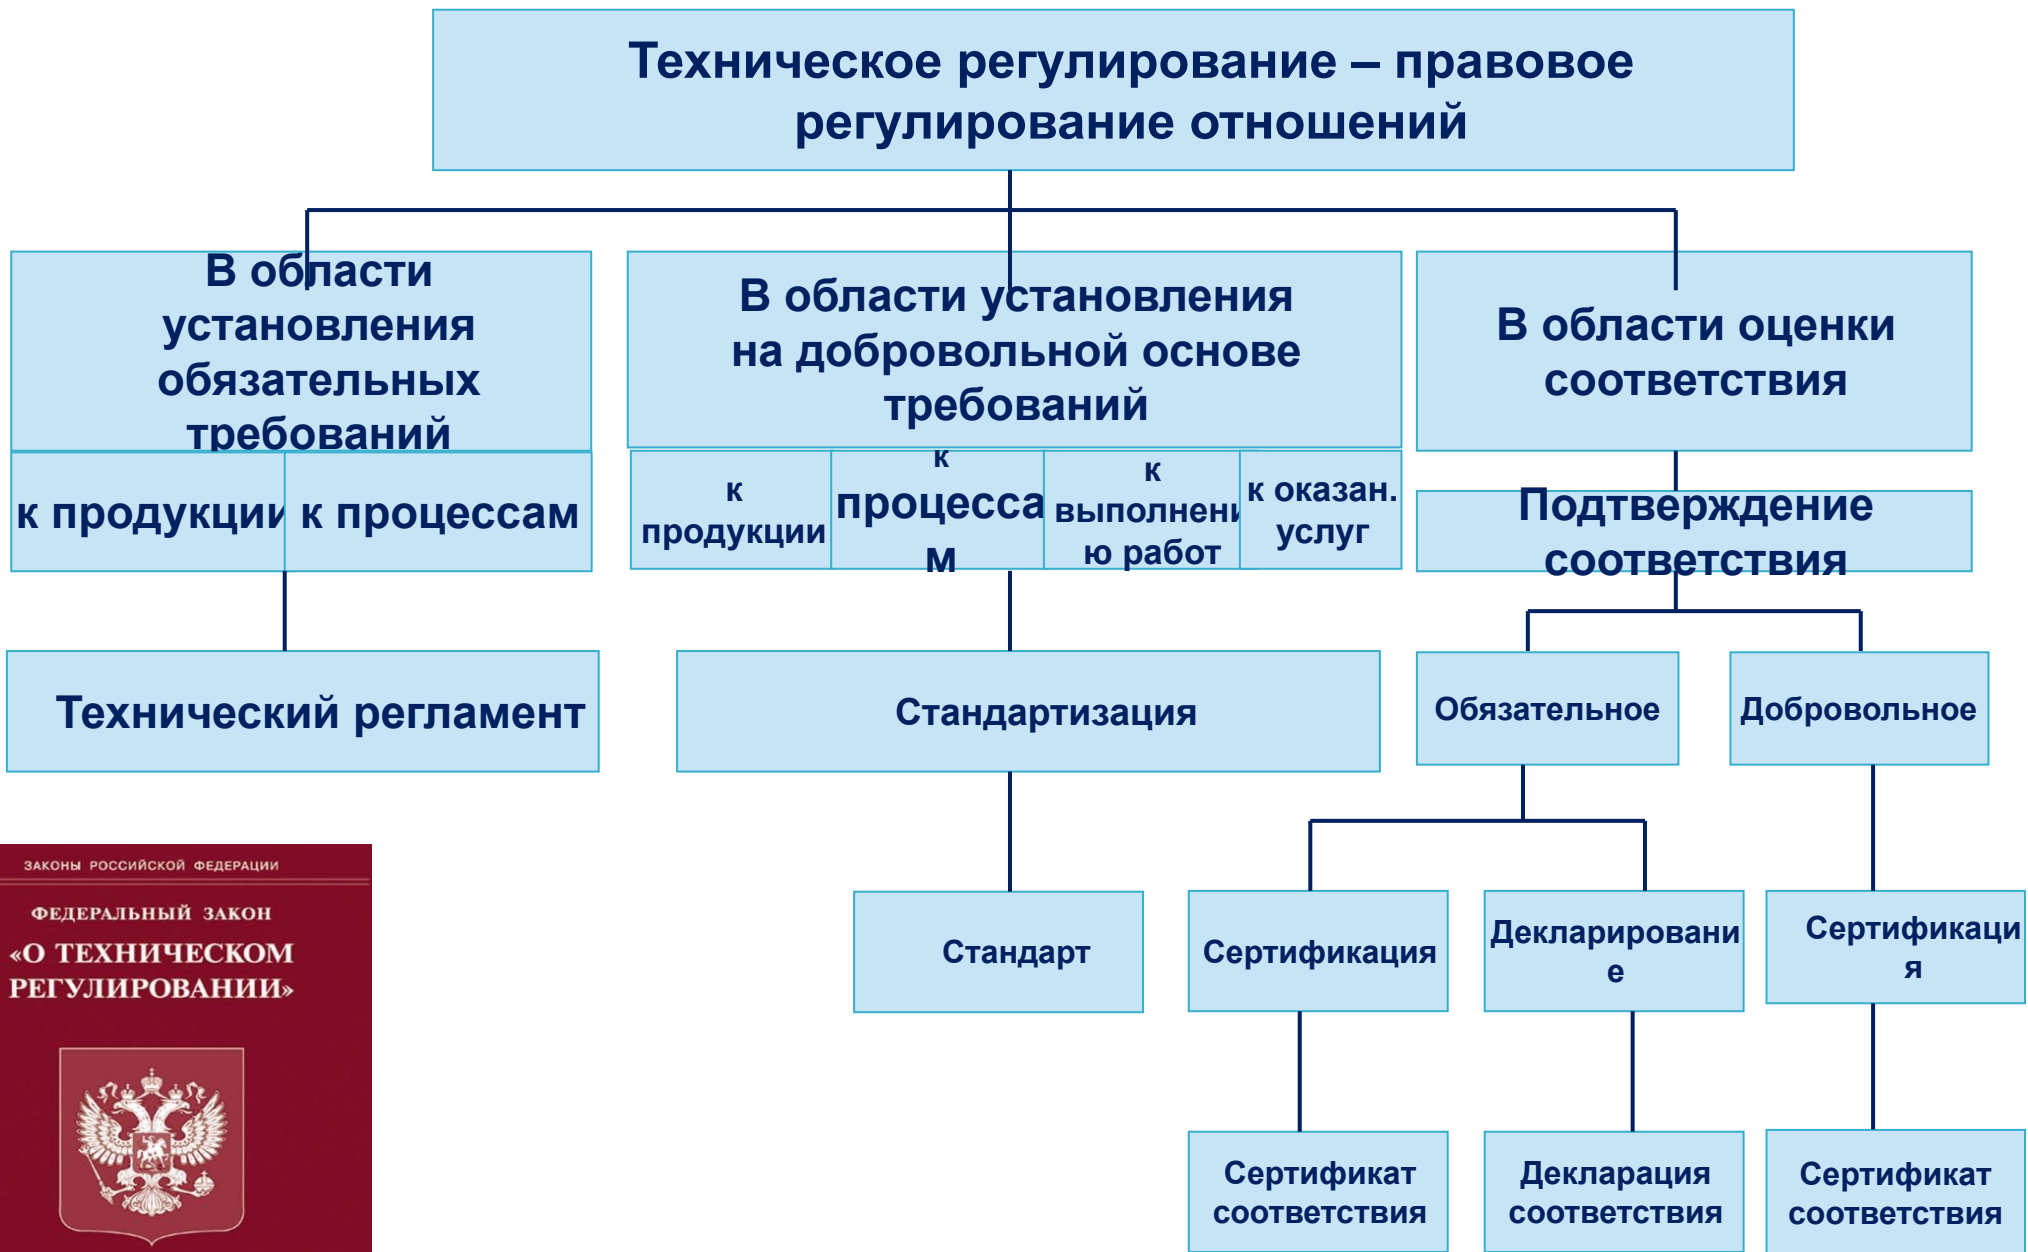 Техническое регулирование – правовое
регулирование отношений
В области
установления
обязательных
требований
В области установления
на добровольной основе
требований
В области оценки
соответствия
к продукции
к процессам
к
продукции
к
процесса
м
к
выполнени
ю работ
к оказан.
услуг
Подтверждение
соответствия
Технический регламент
Стандартизация
Обязательное
Добровольное
Стандарт
Сертификация
Декларировани
е
Сертификаци
я
Сертификат
соответствия
Декларация
соответствия
Сертификат
соответствия
ЗАКОНЫ РОССИЙСКОЙ ФЕДЕРАЦИИ
ФЕДЕРАЛЬНЫЙ ЗАКОН
«О ТЕХНИЧЕСКОМ
РЕГУЛИРОВАНИИ»